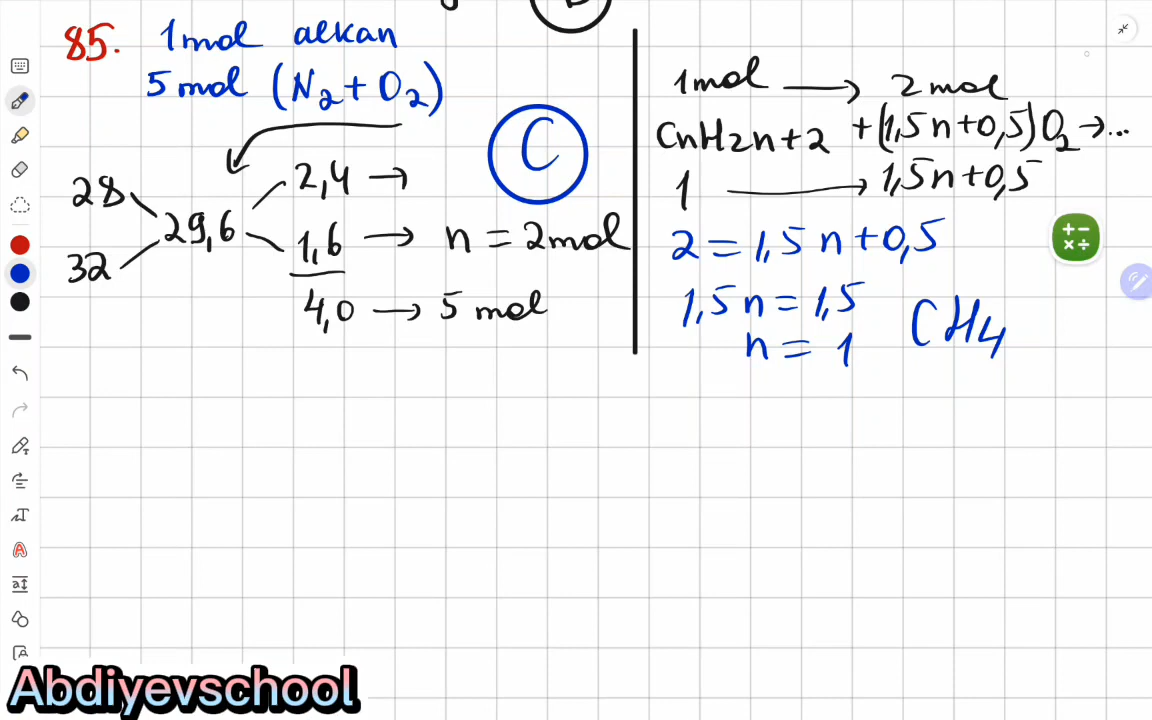 85. 1mol alkan
5 mol (N2 + O2)
C
28
2,4 →
29,6
32
1,6 → n = 2mol
4,0 → 5 mol
1mol → 2 mol
CnH2n+2 + (1,5n+0,5)O2 → ...
1 → 1,5n+0,5
2 = 1,5n+0,5
1,5n = 1,5
n = 1
CH4
Abdiyevschool